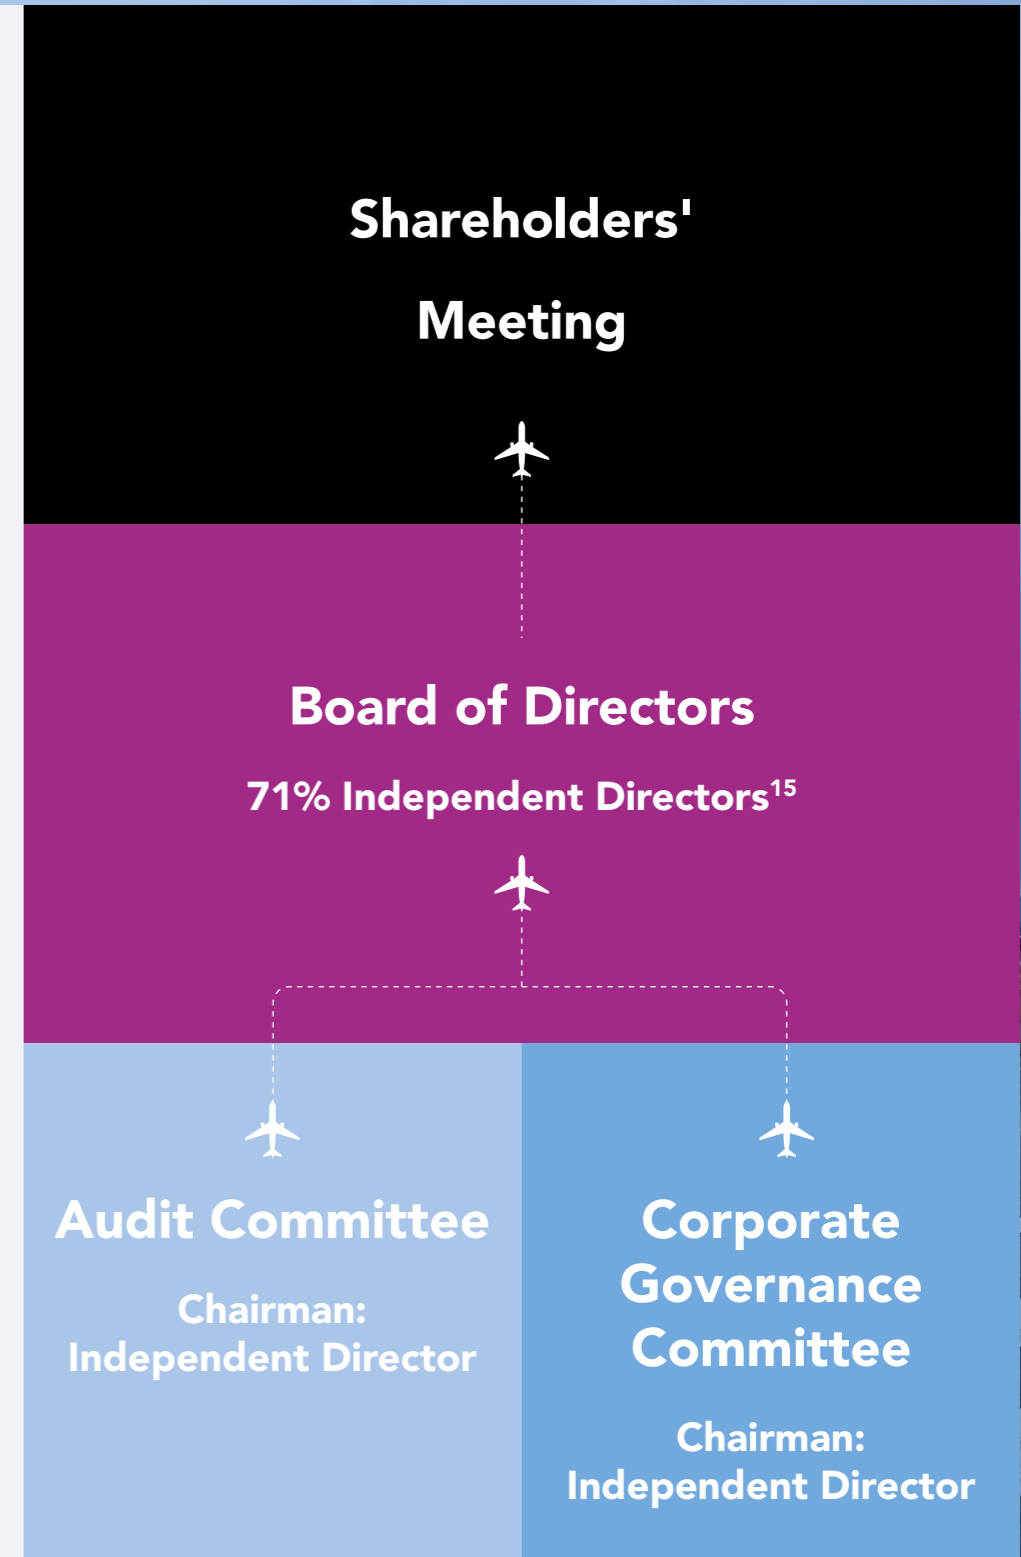 Shareholders'
Meeting
Board of Directors
71% Independent Directors¹⁵
Audit Committee
Chairman:
Independent Director
Corporate
Governance
Committee
Chairman:
Independent Director